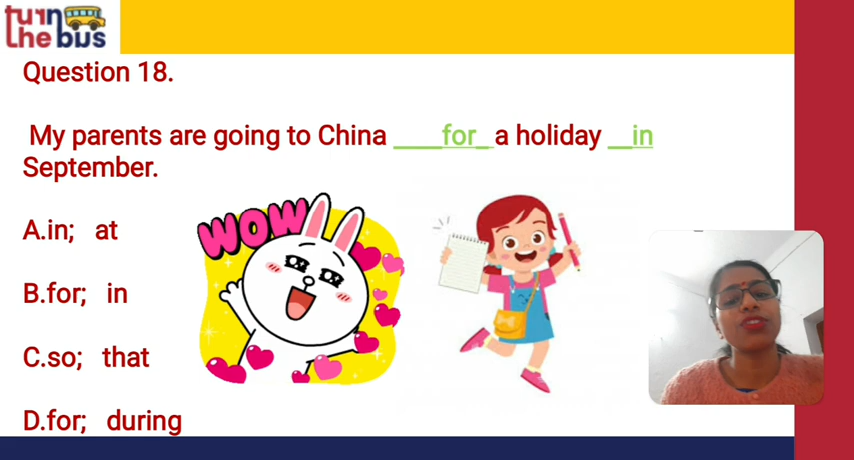 turn
the bus
Question 18.
My parents are going to China ____for_ a holiday __in
September.
A.in; at
B.for; in
C.so; that
D.for; during
WOW